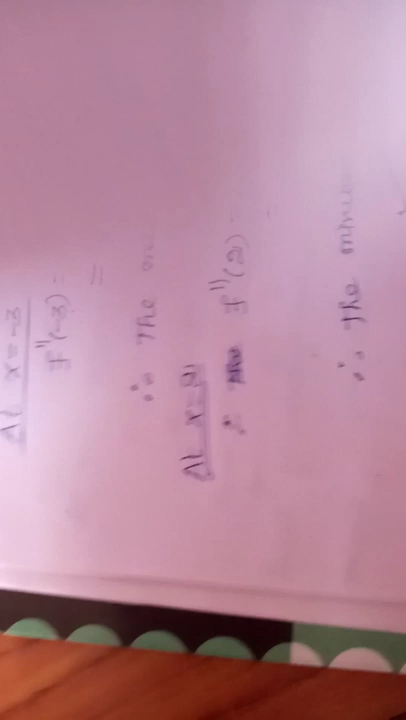 At x = -3
f''(-3) =
=
∴ The
At x = 2
∴ f''(2) =
=
∴ The